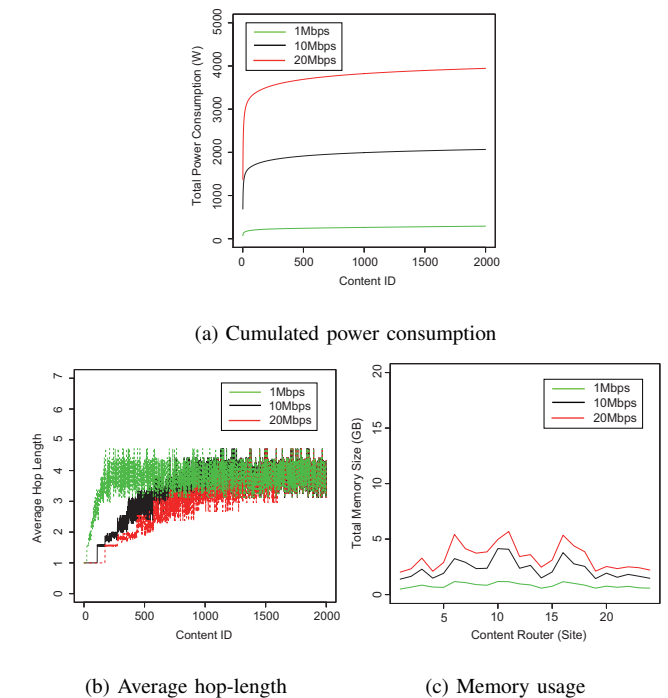 1Mbps
10Mbps
20Mbps
Total Power Consumption (W)
0 1000 2000 3000 4000 5000
0 500 1000 1500 2000
Content ID
(a) Cumulated power consumption
1Mbps
10Mbps
20Mbps
Average Hop Length
0 1 2 3 4 5 6 7
0 500 1000 1500 2000
Content ID
(b) Average hop-length
1Mbps
10Mbps
20Mbps
Total Memory Size (GB)
0 5 10 15 20
5 10 15 20
Content Router (Site)
(c) Memory usage